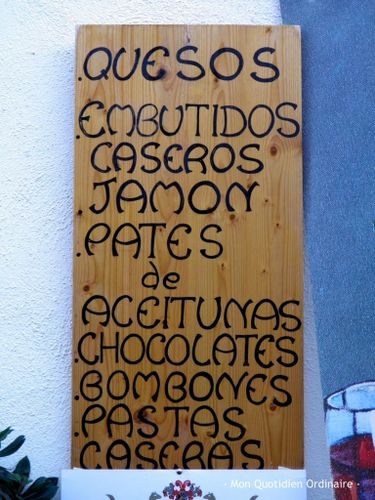 .QUESOS
.EMBUTIDOS
CASEROS
JAMON
.PATES
de
ACEITUNAS
.CHOCOLATES
.BOMBONES
.PASTAS
CASERAS
- Mon Quotidien Ordinaire -